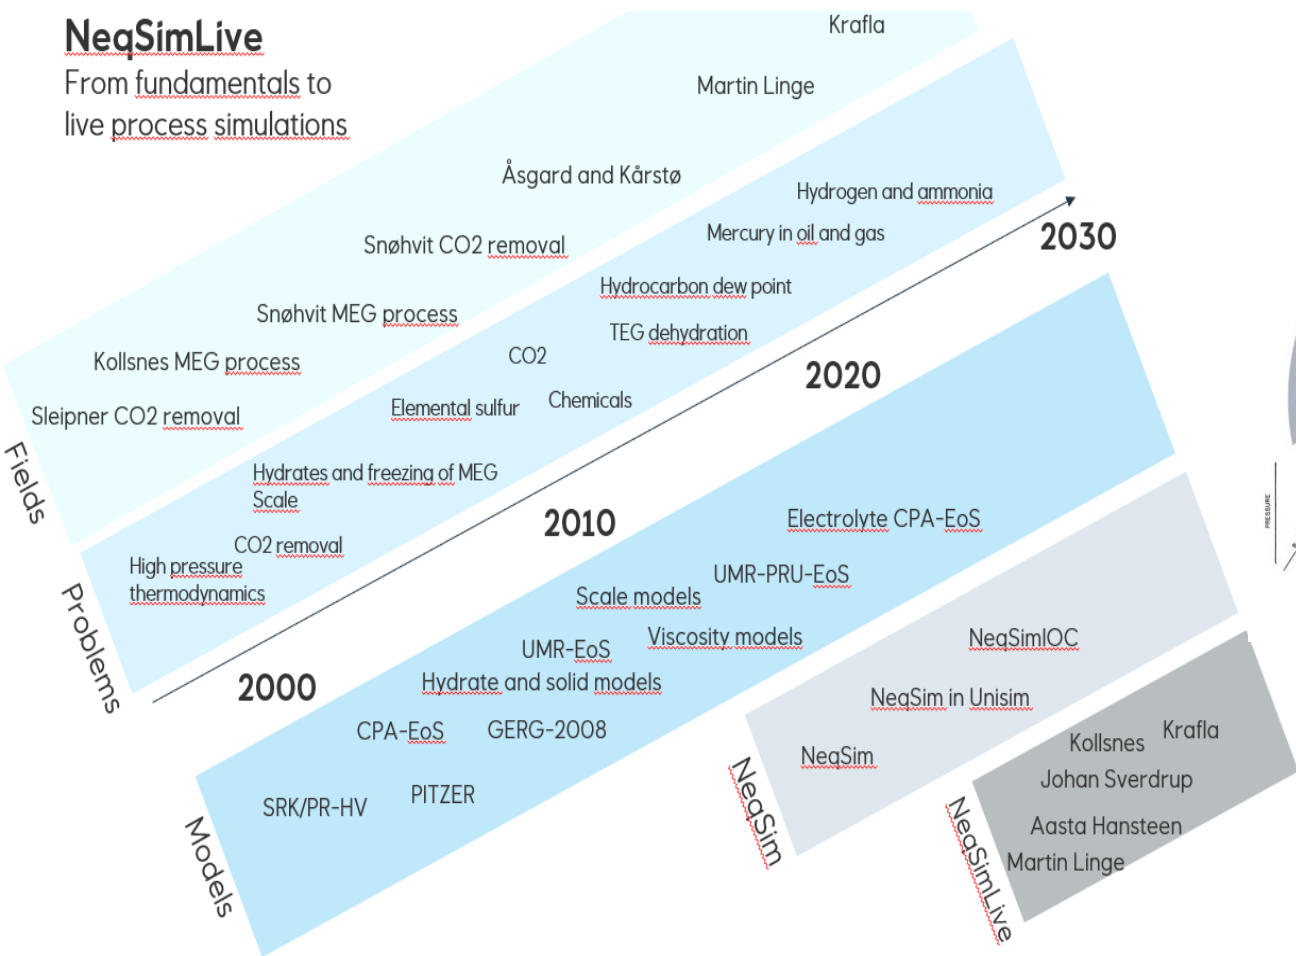 NeqSimLive
From fundamentals to
live process simulations
Krafla
Martin Linge
Åsgard and Kårstø
Snøhvit CO2 removal
Snøhvit MEG process
Kollsnes MEG process
Sleipner CO2 removal
Fields
Hydrogen and ammonia
Mercury in oil and gas
Hydrocarbon dew point
TEG dehydration
CO2
Chemicals
Elemental sulfur
Hydrates and freezing of MEG
Scale
CO2 removal
High pressure
thermodynamics
Problems
2030
2020
2010
2000
Electrolyte CPA-EoS
UMR-PRU-EoS
Scale models
Viscosity models
UMR-EoS
Hydrate and solid models
CPA-EoS
GERG-2008
PITZER
SRK/PR-HV
Models
NeqSimIOC
NeqSim in Unisim
NeqSim
NeqSim
Krafla
Kollsnes
Johan Sverdrup
Aasta Hansteen
Martin Linge
NeqSimLive
PRESSURE